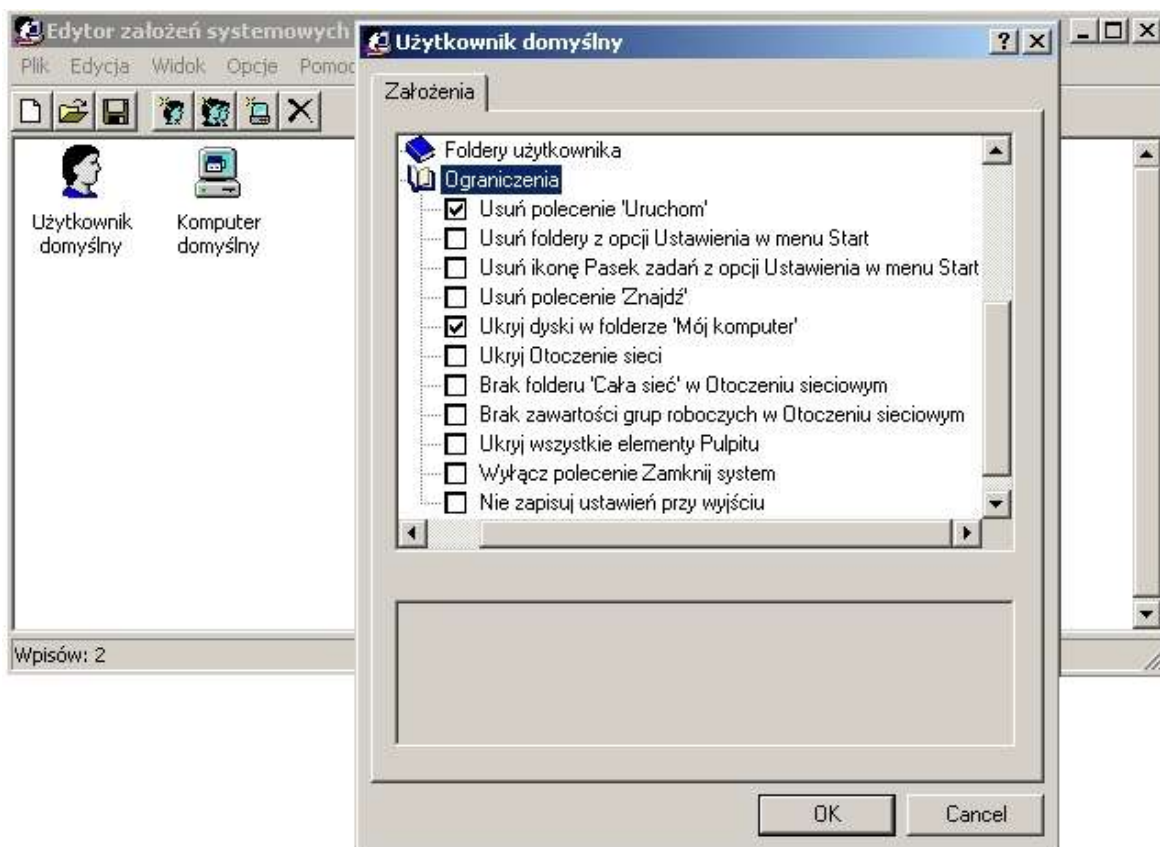 Edytor założeń systemowych
Plik Edycja Widok Opcje Pomoc
Użytkownik domyślny
Komputer domyślny
Wpisów: 2
Użytkownik domyślny
Założenia
Foldery użytkownika
Ograniczenia
Usuń polecenie 'Uruchom'
Usuń foldery z opcji Ustawienia w menu Start
Usuń ikonę Pasek zadań z opcji Ustawienia w menu Start
Usuń polecenie 'Znajdź'
Ukryj dyski w folderze 'Mój komputer'
Ukryj Otoczenie sieci
Brak folderu 'Cała sieć' w Otoczeniu sieciowym
Brak zawartości grup roboczych w Otoczeniu sieciowym
Ukryj wszystkie elementy Pulpitu
Wyłącz polecenie Zamknij system
Nie zapisuj ustawień przy wyjściu
OK
Cancel